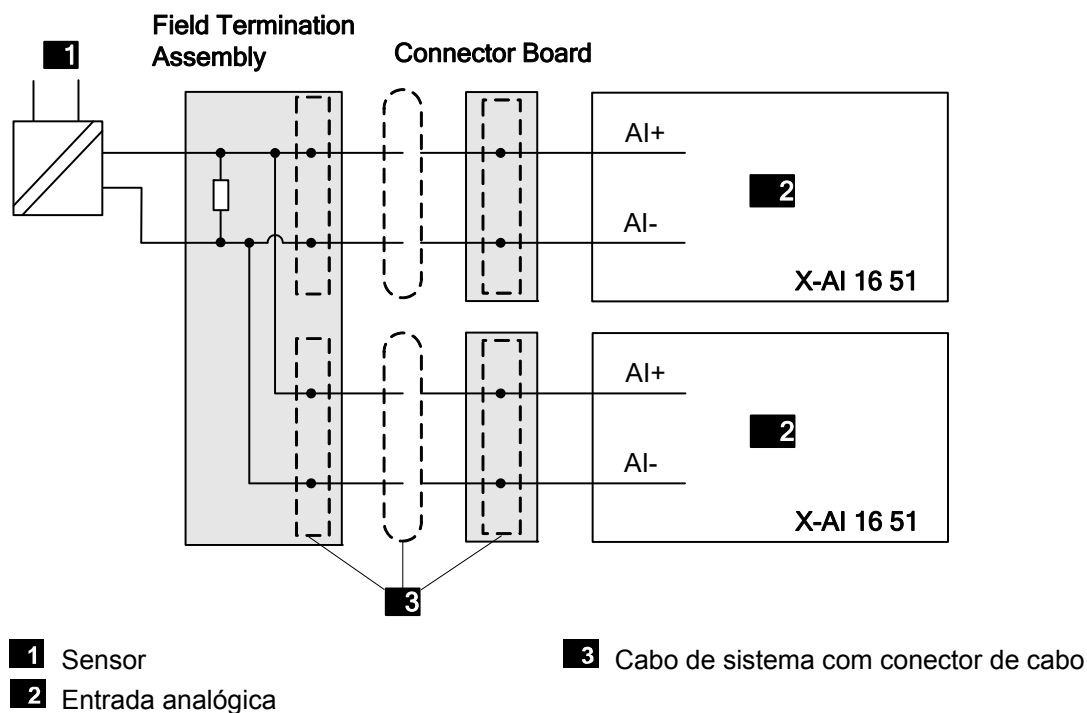 Field Termination
Assembly
Connector Board
1
AI+
2
AI-
X-AI 16 51
AI+
2
AI-
X-AI 16 51
3
1 Sensor
3 Cabo de sistema com conector de cabo
2 Entrada analógica